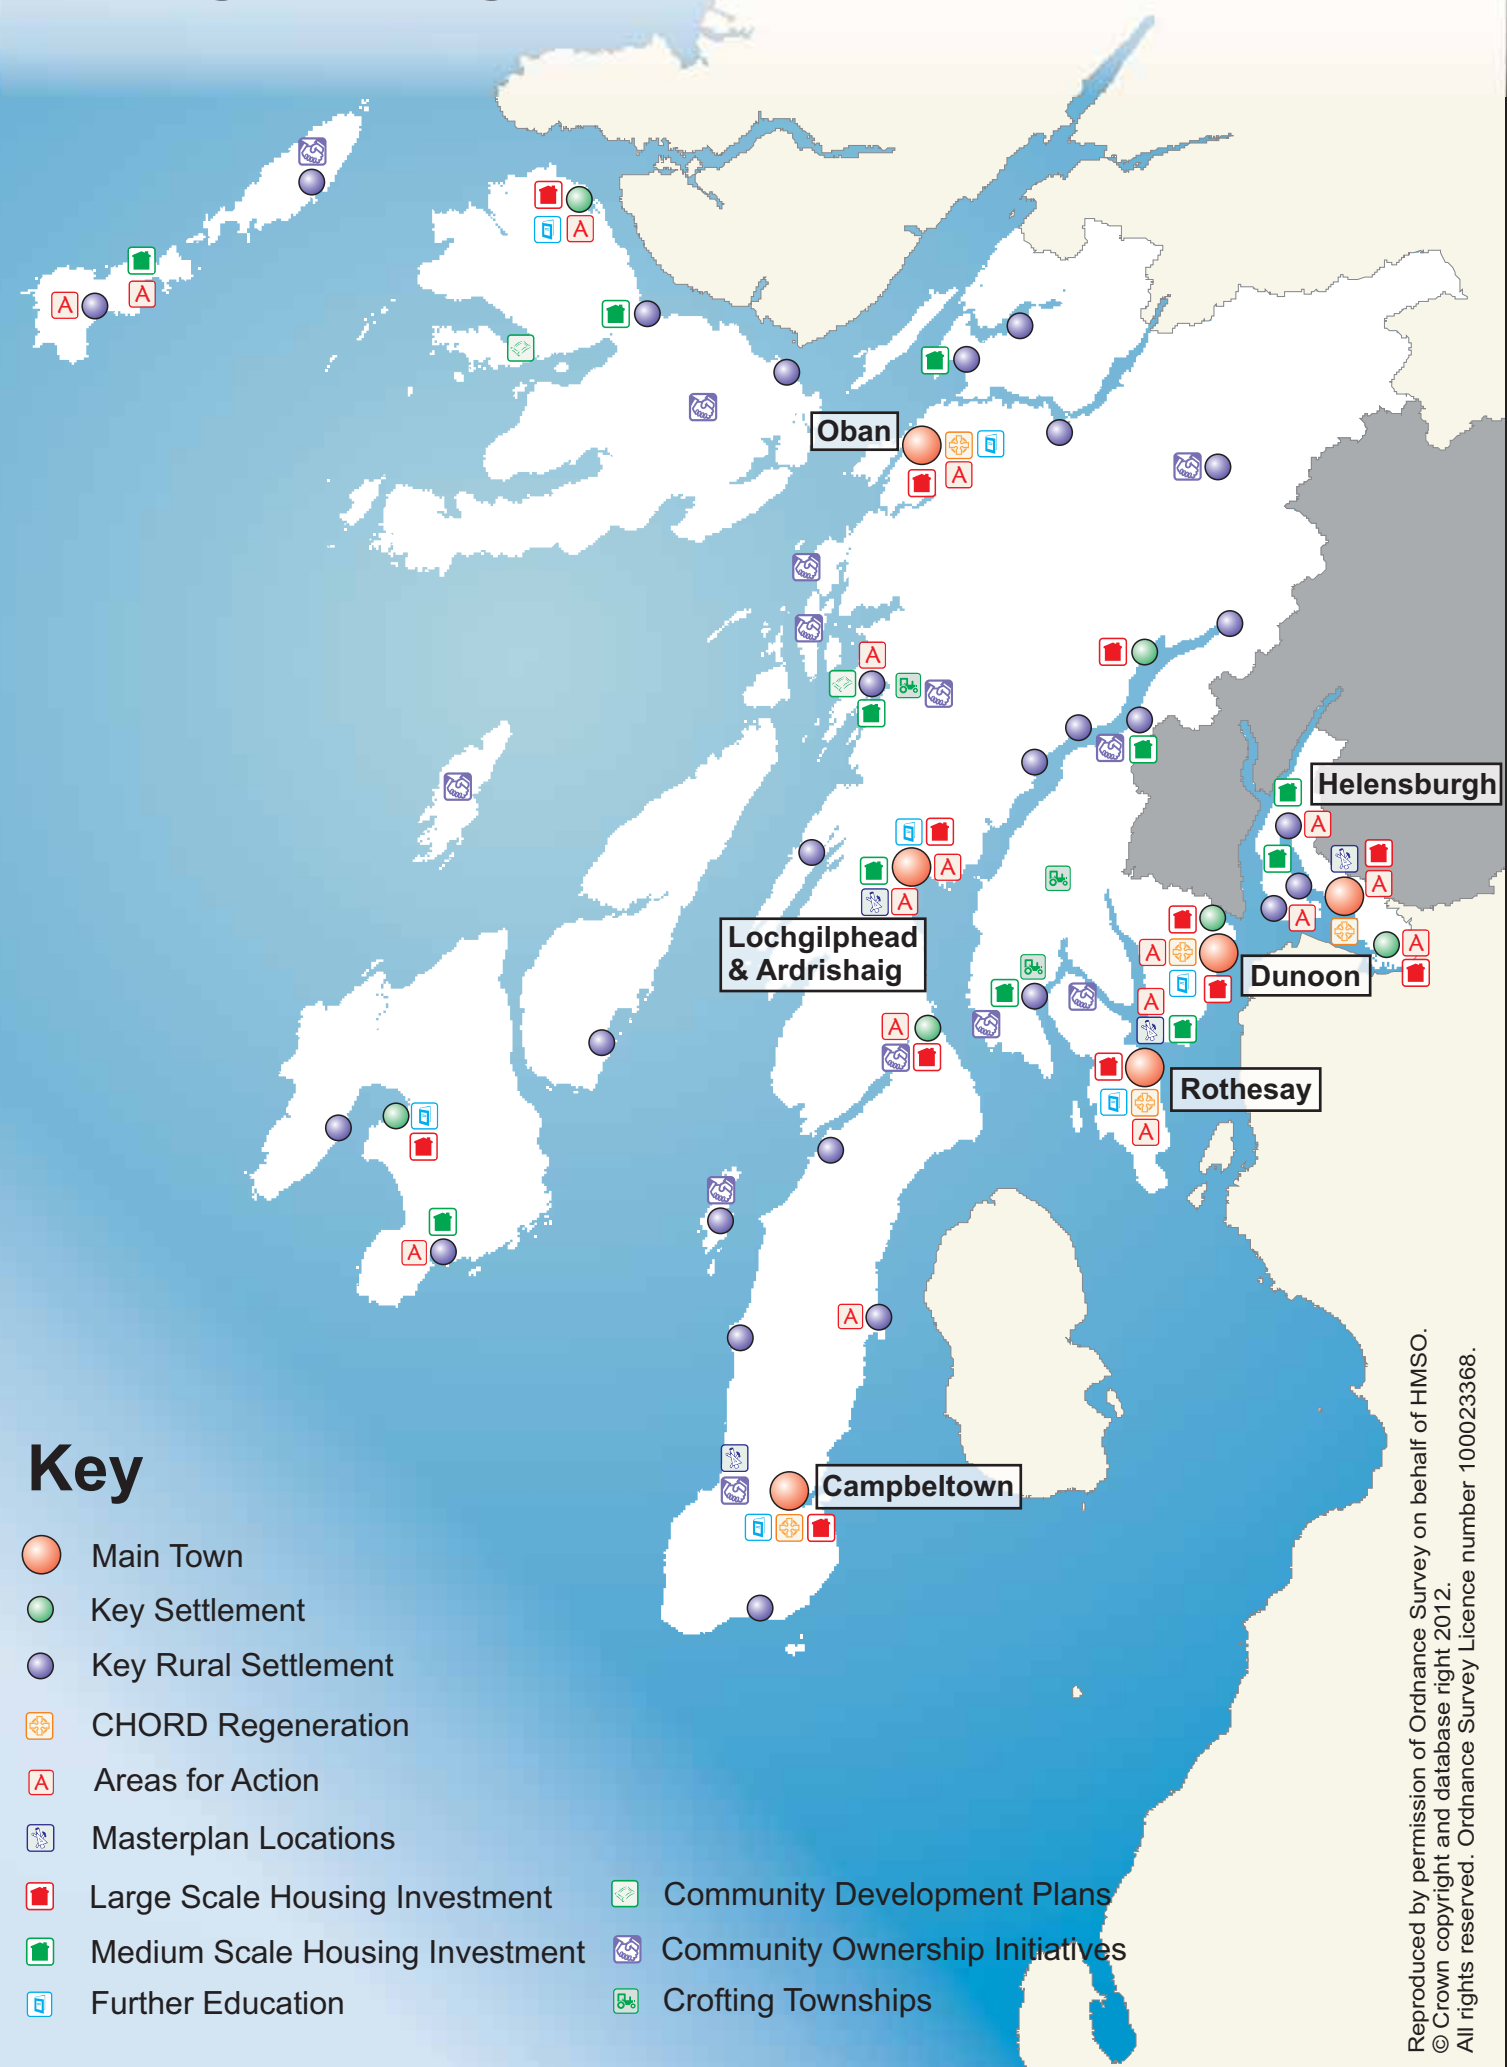 Oban
Helensburgh
Lochgilphead
& Ardrishaig
Dunoon
Rothesay
Campbeltown
Key
Main Town
Key Settlement
Key Rural Settlement
CHORD Regeneration
A Areas for Action
Masterplan Locations
Large Scale Housing Investment
Medium Scale Housing Investment
Further Education
Community Development Plans
Community Ownership Initiatives
Crofting Townships
Reproduced by permission of Ordnance Survey on behalf of HMSO.
© Crown copyright and database right 2012.
All rights reserved. Ordnance Survey Licence number 100023368.